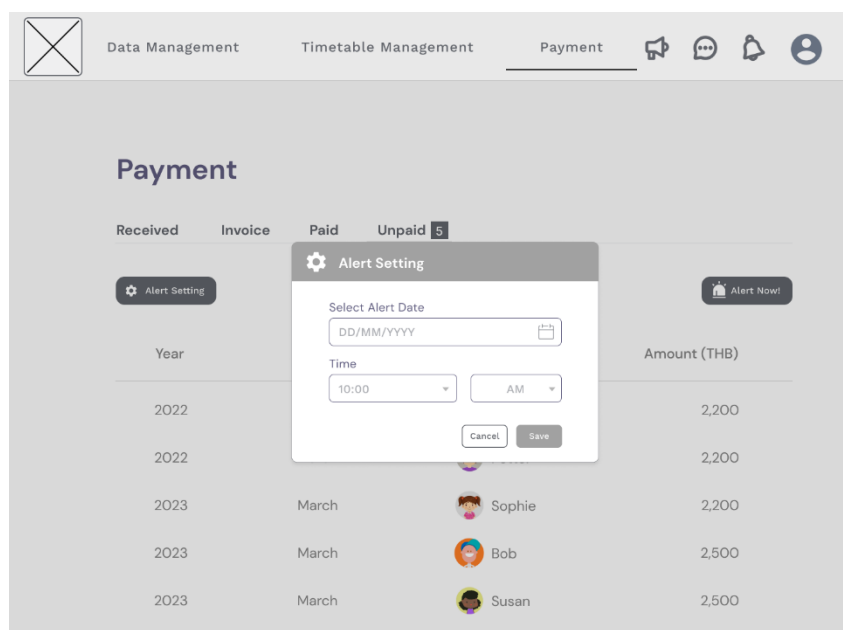 Data Management Timetable Management Payment
Payment
Received Invoice Paid Unpaid 5
Alert Setting
Alert Setting Alert Now!
Select Alert Date
DD/MM/YYYY
Time
10:00 AM
Cancel Save
Year Amount (THB)
2022 2,200
2022 2,200
2023 March Sophie 2,200
2023 March Bob 2,500
2023 March Susan 2,500